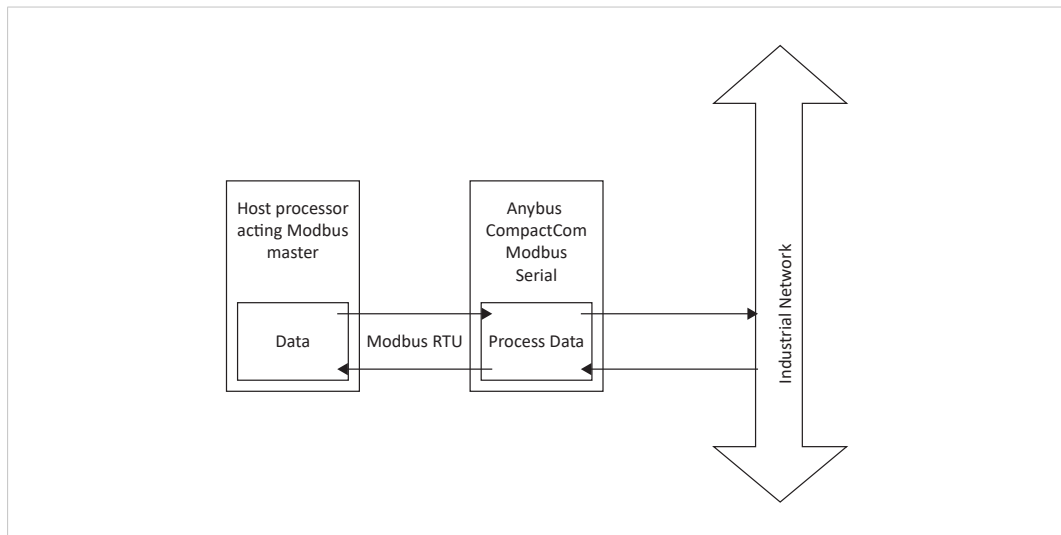 Host processor
acting Modbus
master
Data
Modbus RTU
Anybus
CompactCom
Modbus
Serial
Process Data
Industrial Network